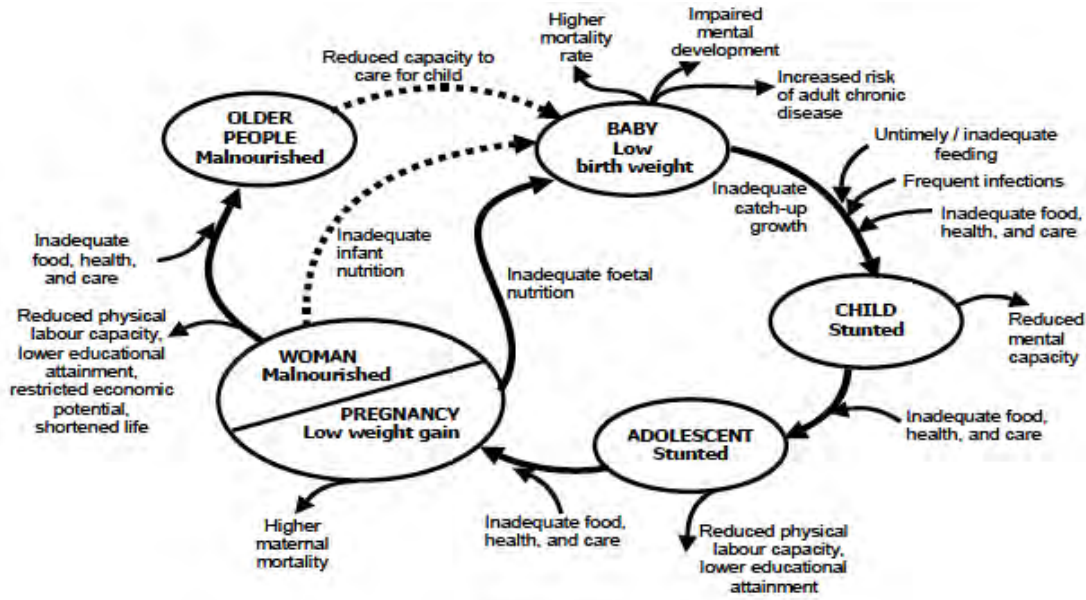 Higher
mortality
rate
Impaired
mental
development
Increased risk
of adult chronic
disease
Reduced capacity to
care for child
OLDER
PEOPLE
Malnourished
BABY
Low
birth weight
Untimely / inadequate
feeding
Frequent infections
Inadequate food,
health, and care
Inadequate
catch-up
growth
Inadequate
food, health,
and care
Inadequate
infant
nutrition
Inadequate foetal
nutrition
CHILD
Stunted
Reduced
mental
capacity
Reduced physical
labour capacity,
lower educational
attainment,
restricted economic
potential,
shortened life
WOMAN
Malnourished
PREGNANCY
Low weight gain
ADOLESCENT
Stunted
Inadequate food,
health, and care
Higher
maternal
mortality
Inadequate food,
health, and care
Reduced physical
labour capacity,
lower educational
attainment